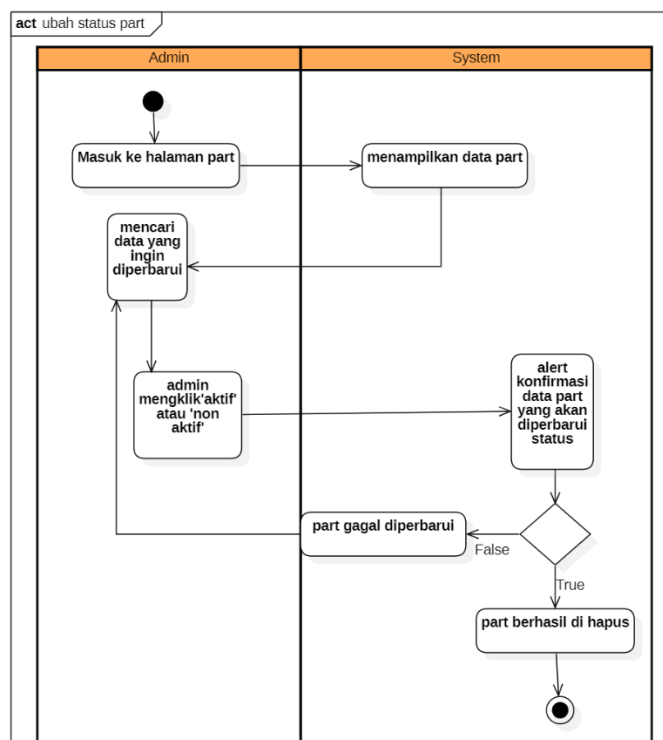 act ubah status part
Admin
System
Masuk ke halaman part
menampilkan data part
mencari
data yang
ingin
diperbarui
admin
mengklik'aktif'
atau 'non
aktif'
alert
konfirmasi
data part
yang akan
diperbarui
status
part gagal diperbarui
False
True
part berhasil di hapus